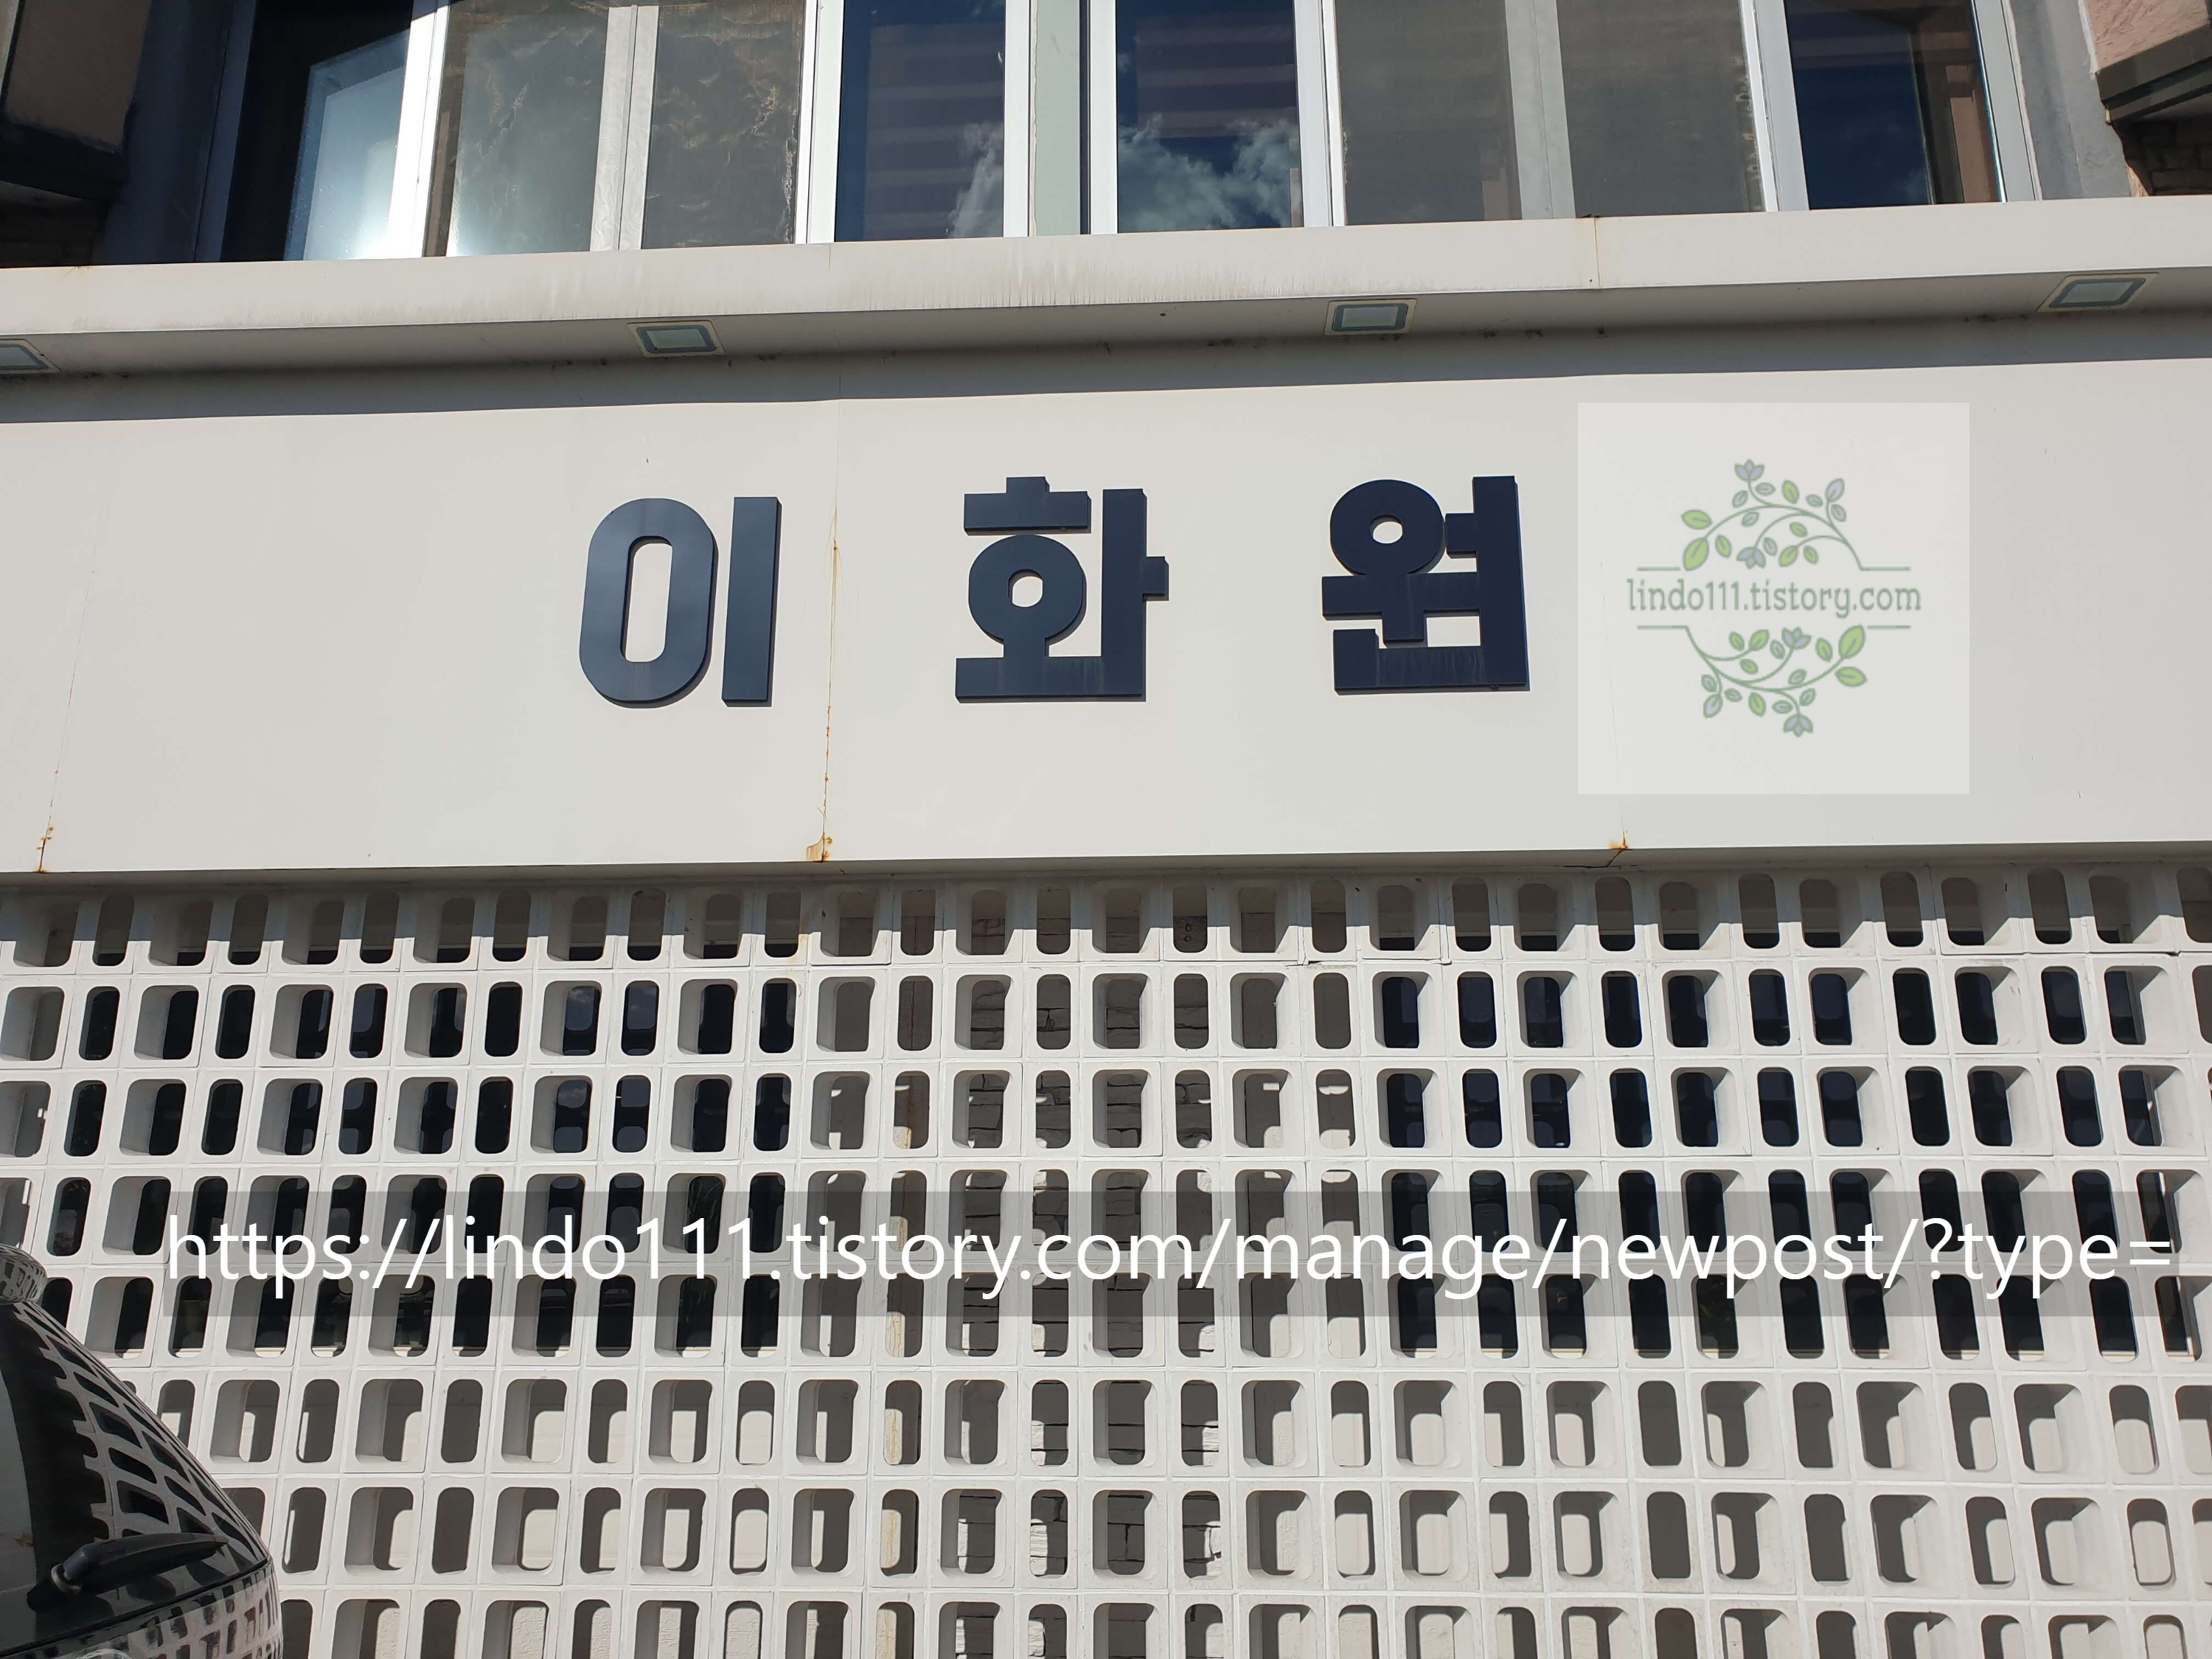 이화원
lindo111.tistory.com
https://lindo111.tistory.com/manage/newpost/?type=